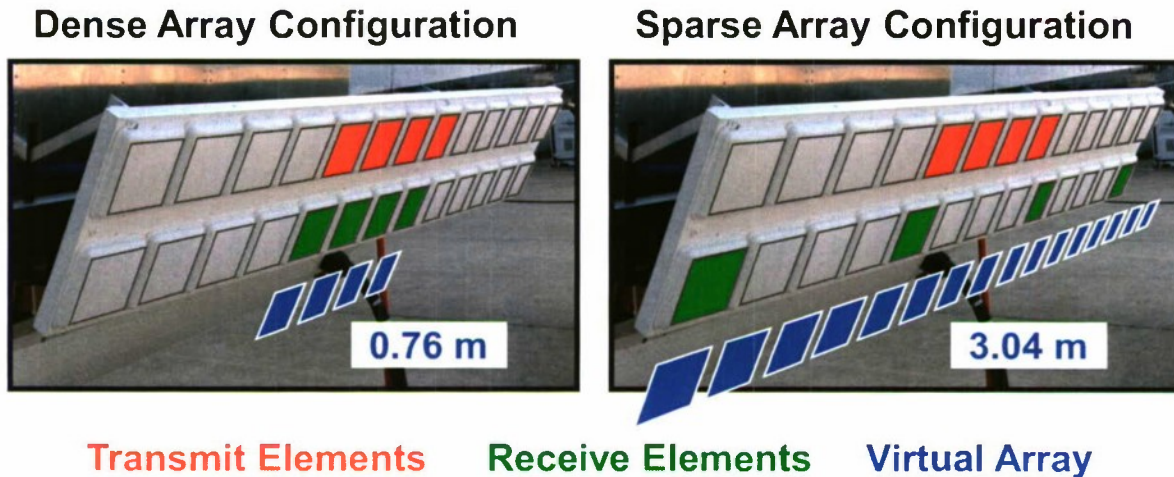 Dense Array Configuration
Sparse Array Configuration
0.76 m
3.04 m
Transmit Elements
Receive Elements
Virtual Array